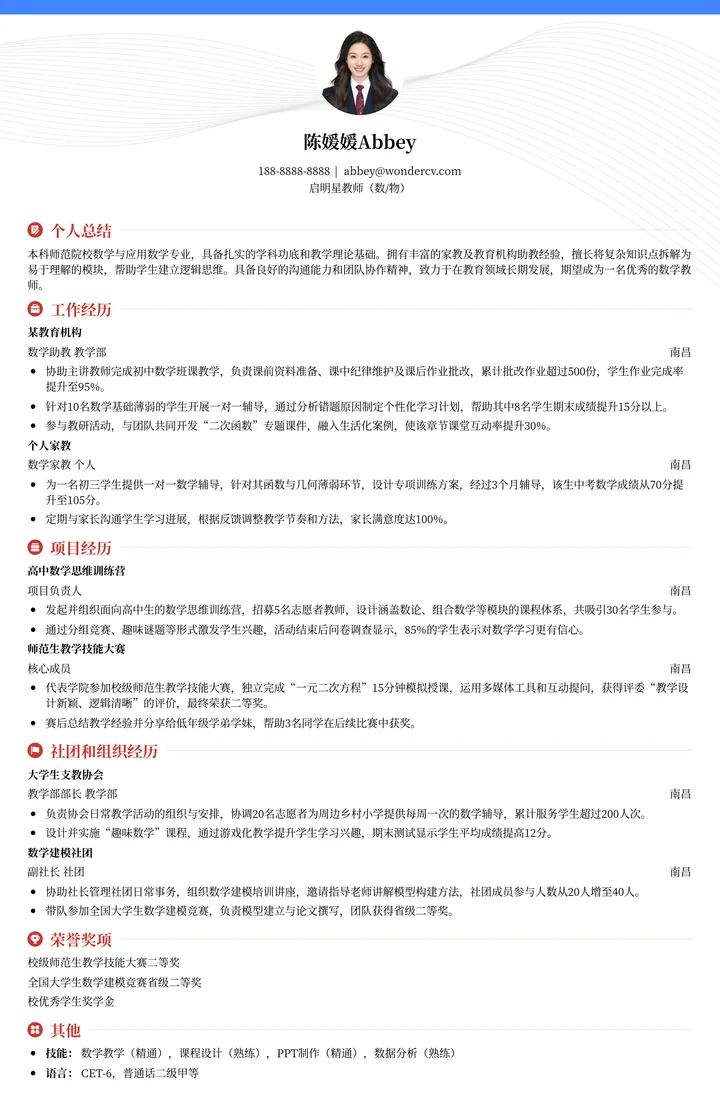 陈媛媛Abbey
188-8888-8888 | abbey@wondercv.com
启明星教师（数/物）
个人总结
本科师范院校数学与应用数学专业，具备扎实的学科功底和教学理论基础。拥有丰富的家教及教育机构助教经验，擅长将复杂知识点拆解为
易于理解的模块，帮助学生建立逻辑思维。具备良好的沟通能力和团队协作精神，致力于在教育领域长期发展，期望成为一名优秀的数学教
师。
工作经历
某教育机构
数学助教 教学部 南昌
• 协助主讲教师完成初中数学班课教学，负责课前资料准备、课中纪律维护及课后作业批改，累计批改作业超过500份，学生作业完成率
提升至95%。
• 针对10名数学基础薄弱的学生开展一对一辅导，通过分析错题原因制定个性化学习计划，帮助其中8名学生期末成绩提升15分以上。
• 参与教研活动，与团队共同开发“二次函数”专题课件，融入生活化案例，使该章节课堂互动率提升30%。
个人家教
数学家教 个人 南昌
• 为一名初三学生提供一对一数学辅导，针对其函数与几何薄弱环节，设计专项训练方案，经过3个月辅导，该生中考数学成绩从70分提
升至105分。
• 定期与家长沟通学生学习进展，根据反馈调整教学节奏和方法，家长满意度达100%。
项目经历
高中数学思维训练营
项目负责人 南昌
• 发起并组织面向高中生的数学思维训练营，招募5名志愿者教师，设计涵盖数论、组合数学等模块的课程体系，共吸引30名学生参与。
• 通过分组竞赛、趣味谜题等形式激发学生兴趣，活动结束后问卷调查显示，85%的学生表示对数学学习更有信心。
师范生教学技能大赛
核心成员 南昌
• 代表学院参加校级师范生教学技能大赛，独立完成“一元二次方程”15分钟模拟授课，运用多媒体工具和互动提问，获得评委“教学设
计新颖、逻辑清晰”的评价，最终荣获二等奖。
• 赛后总结教学经验并分享给低年级学弟学妹，帮助3名同学在后续比赛中获奖。
社团和组织经历
大学生支教协会
教学部部长 教学部 南昌
• 负责协会日常教学活动的组织与安排，协调20名志愿者为周边乡村小学提供每周一次的数学辅导，累计服务学生超过200人次。
• 设计并实施“趣味数学”课程，通过游戏化教学提升学生学习兴趣，期末测试显示学生平均成绩提高12分。
数学建模社团
副社长 社团 南昌
• 协助社长管理社团日常事务，组织数学建模培训讲座，邀请指导老师讲解模型构建方法，社团成员参与人数从20人增至40人。
• 带队参加全国大学生数学建模竞赛，负责模型建立与论文撰写，团队获得省级二等奖。
荣誉奖项
校级师范生教学技能大赛二等奖
全国大学生数学建模竞赛省级二等奖
校优秀学生奖学金
其他
• 技能： 数学教学（精通），课程设计（熟练），PPT制作（精通），数据分析（熟练）
• 语言： CET-6，普通话二级甲等